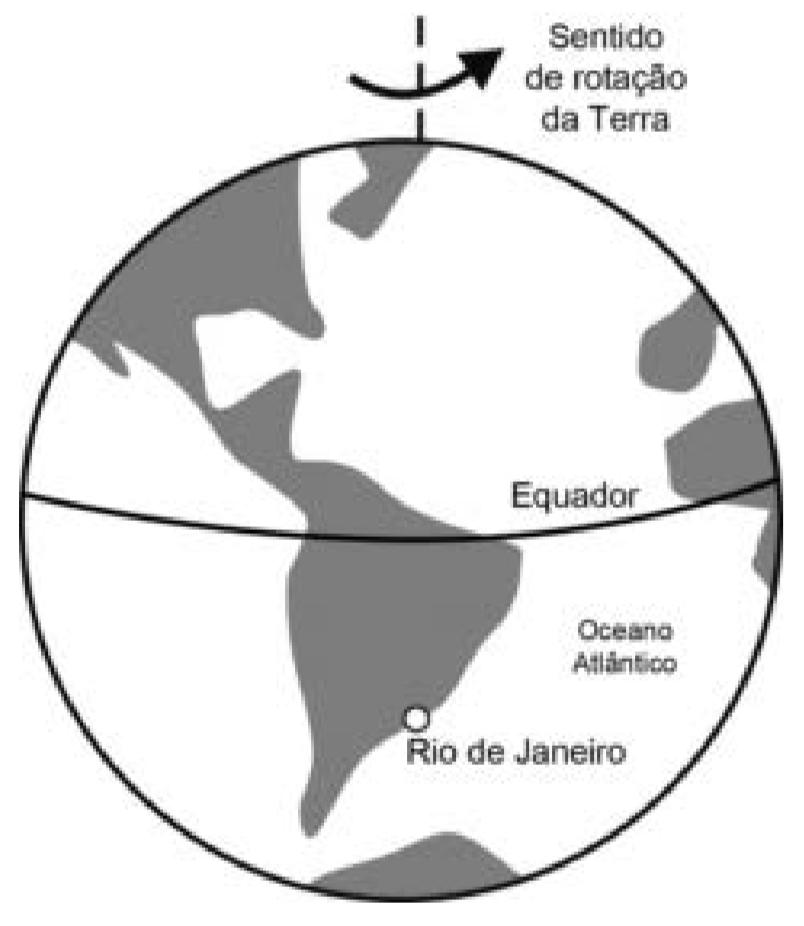 Sentido
de rotação
da Terra
Equador
Oceano
Atlântico
Rio de Janeiro